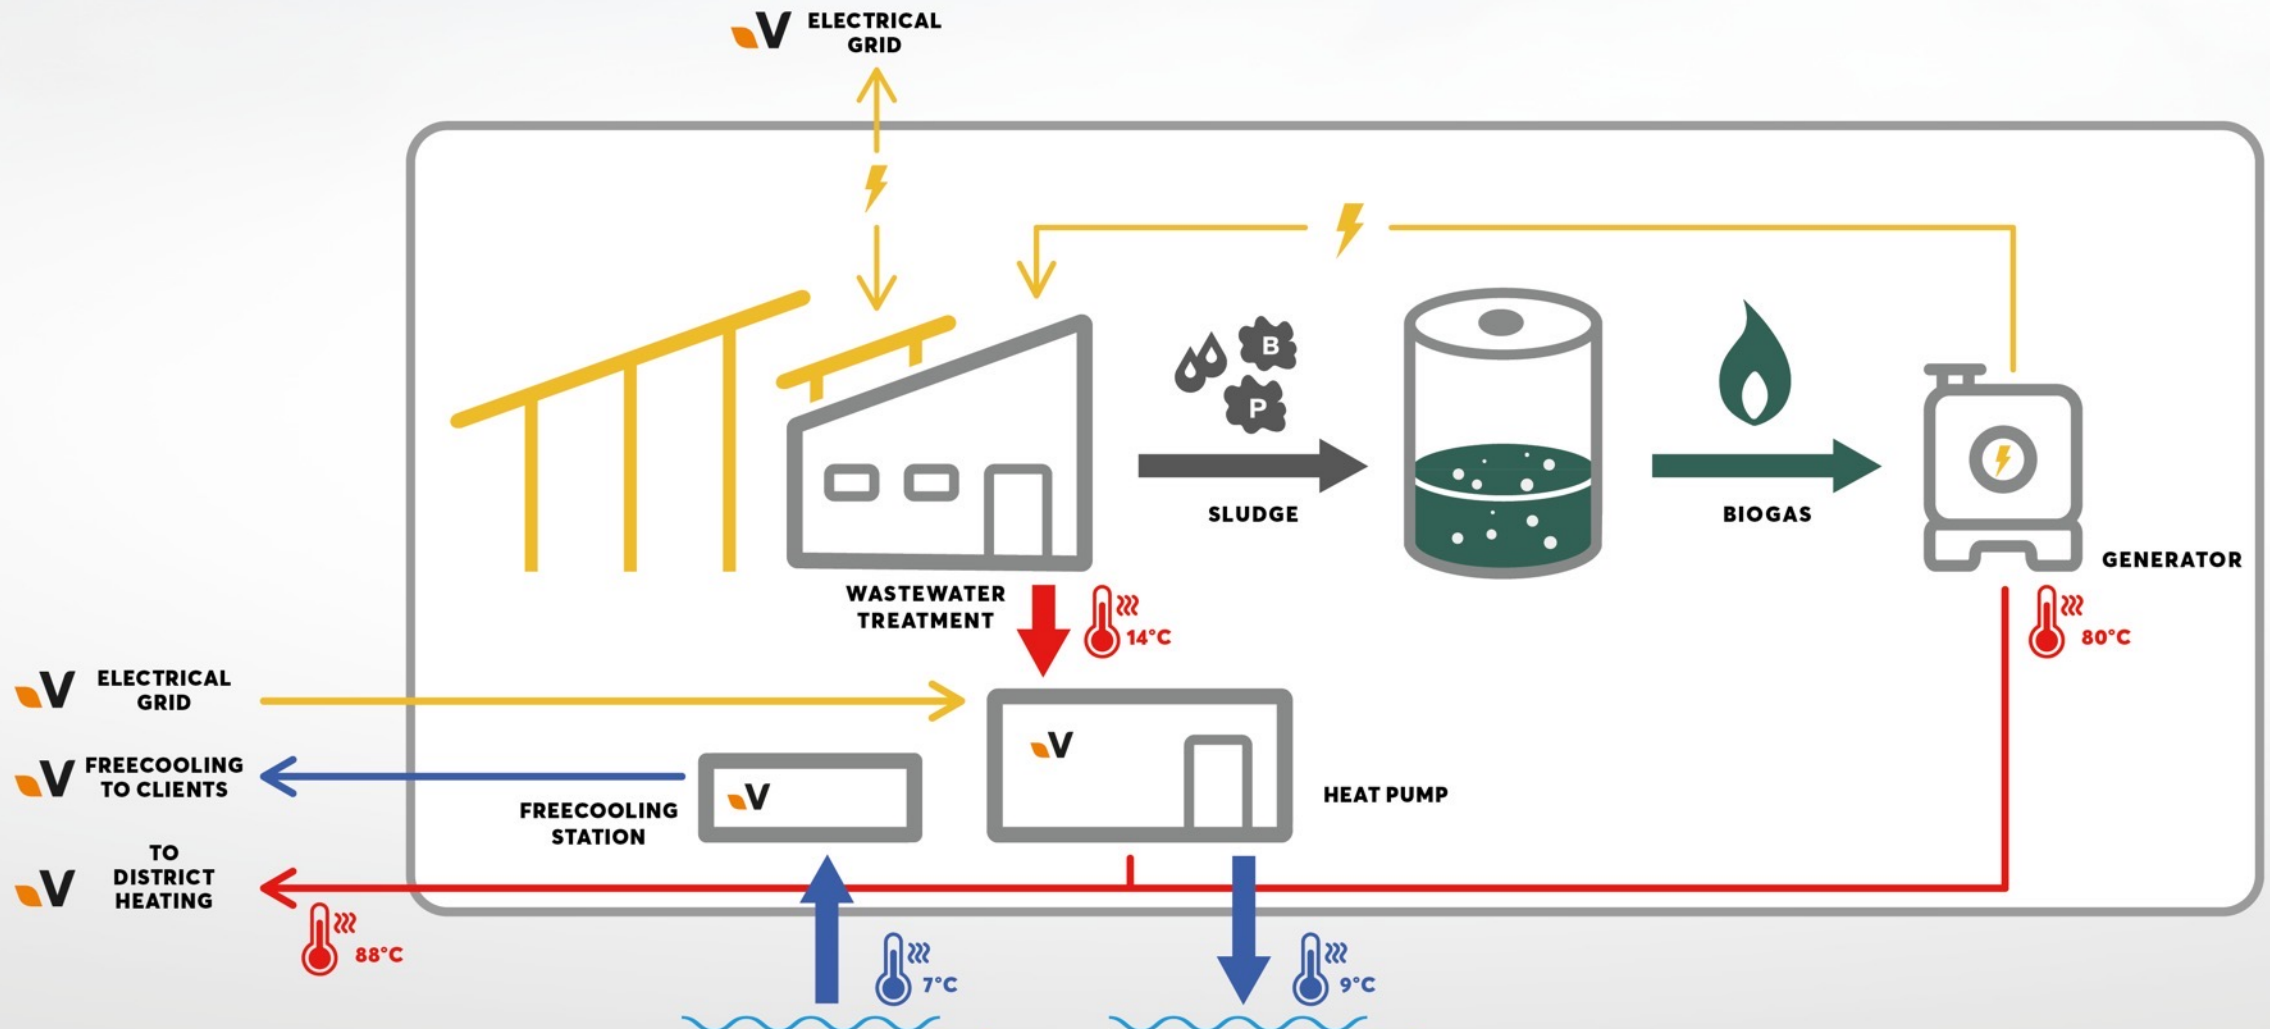 V ELECTRICAL
GRID
B
P
SLUDGE
BIOGAS
GENERATOR
WASTEWATER
TREATMENT
14°C
80°C
V ELECTRICAL
GRID
V
HEAT PUMP
V FREECOOLING
TO CLIENTS
V
FREECOOLING
STATION
V TO
DISTRICT
HEATING
88°C
7°C
9°C